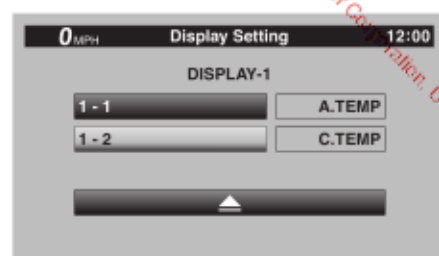 0 MPH Display Setting 12:00
DISPLAY-1
1 - 1 A.TEMP
1 - 2 C.TEMP